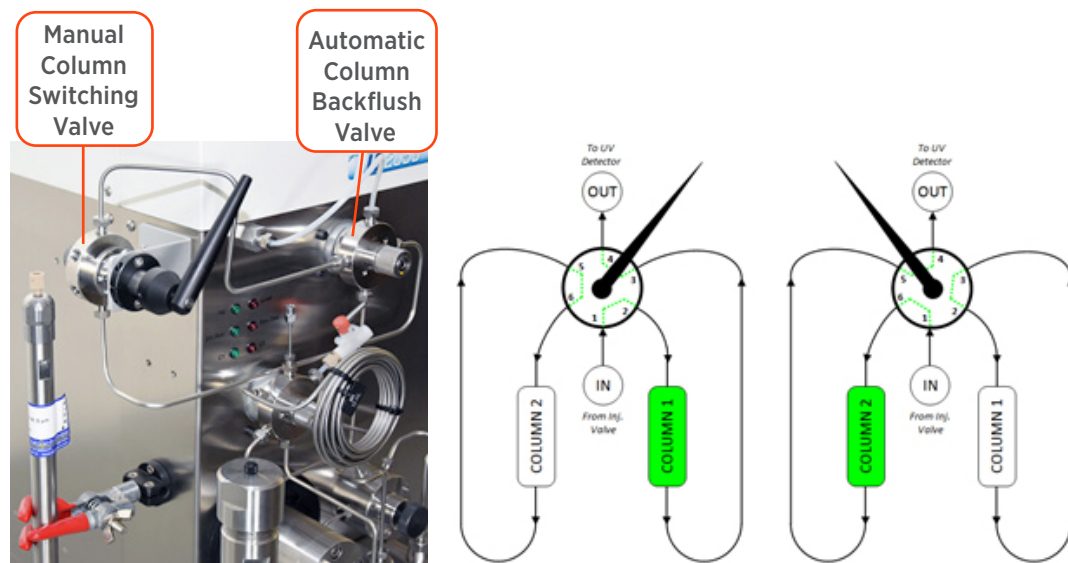 Manual
Column
Switching
Valve
Automatic
Column
Backflush
Valve
To UV
Detector
OUT
5
4
3
6
1
2
IN
From Inj.
Valve
COLUMN 2
COLUMN 1
To UV
Detector
OUT
5
4
3
6
1
2
IN
From Inj.
Valve
COLUMN 2
COLUMN 1